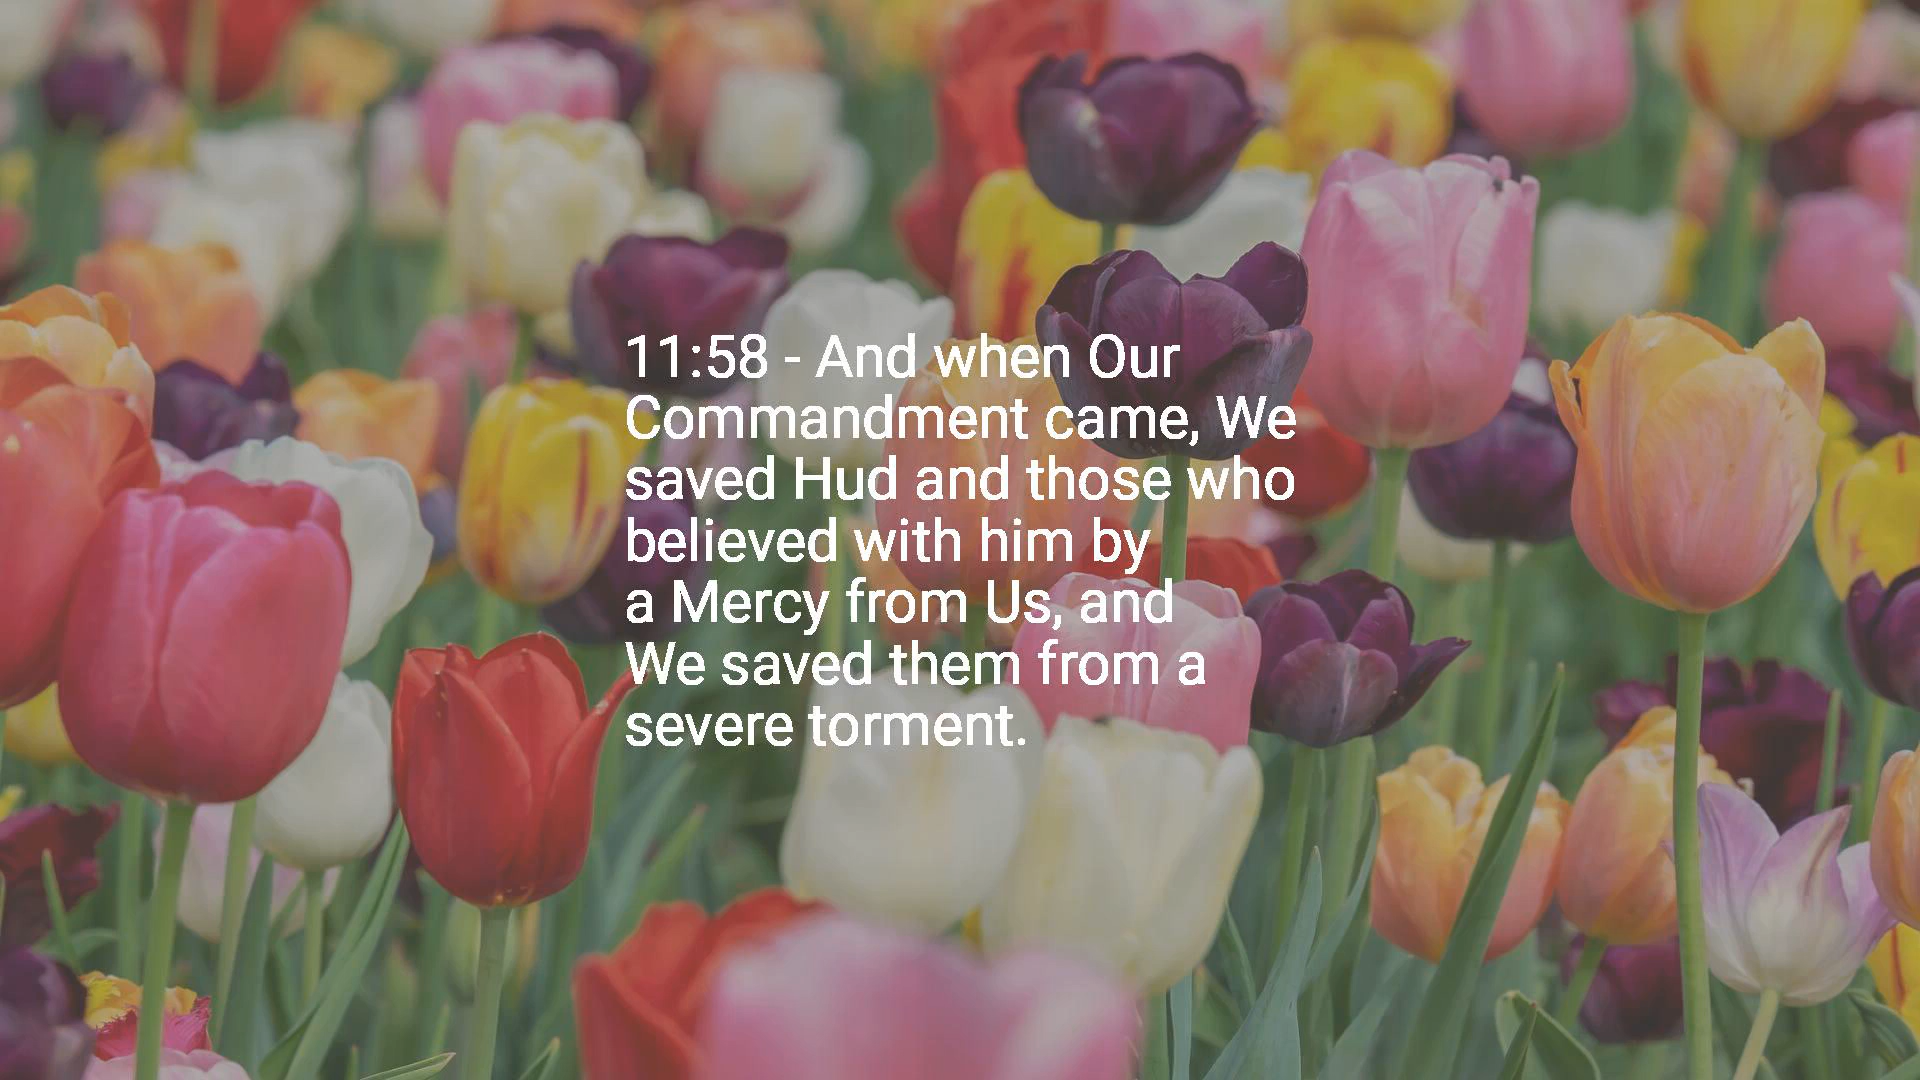 11:58 - And when Our
Commandment came, We
saved Hud and those who
believed with him by
a Mercy from Us, and
We saved them from a
severe torment.